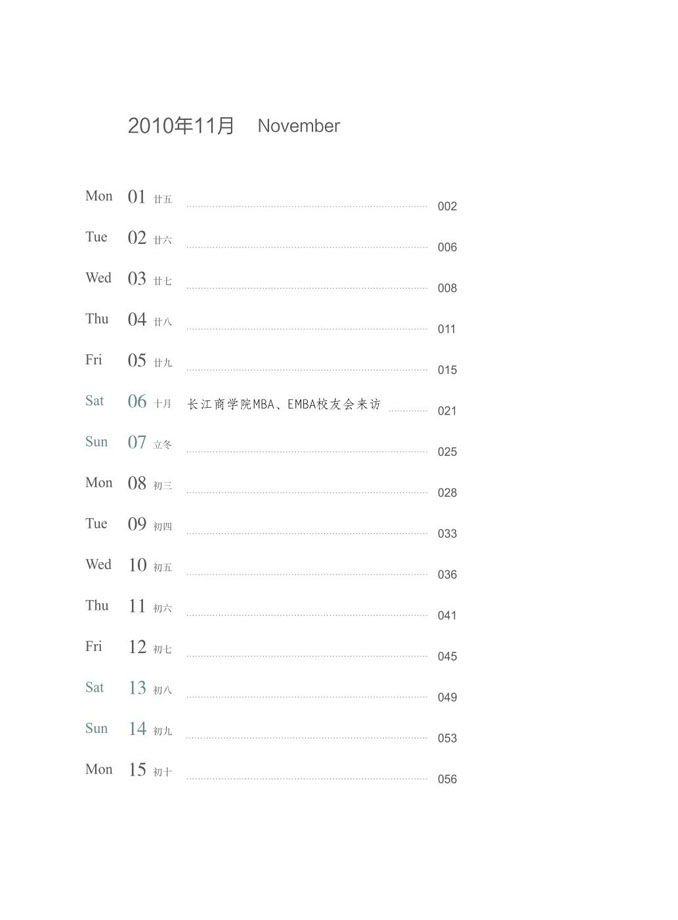 2010年11月 November
Mon 01 廿五 002
Tue 02 廿六 006
Wed 03 廿七 008
Thu 04 廿八 011
Fri 05 廿九 015
Sat 06 十月 长江商学院MBA、EMBA校友会来访 021
Sun 07 立冬 025
Mon 08 初三 028
Tue 09 初四 033
Wed 10 初五 036
Thu 11 初六 041
Fri 12 初七 045
Sat 13 初八 049
Sun 14 初九 053
Mon 15 初十 056